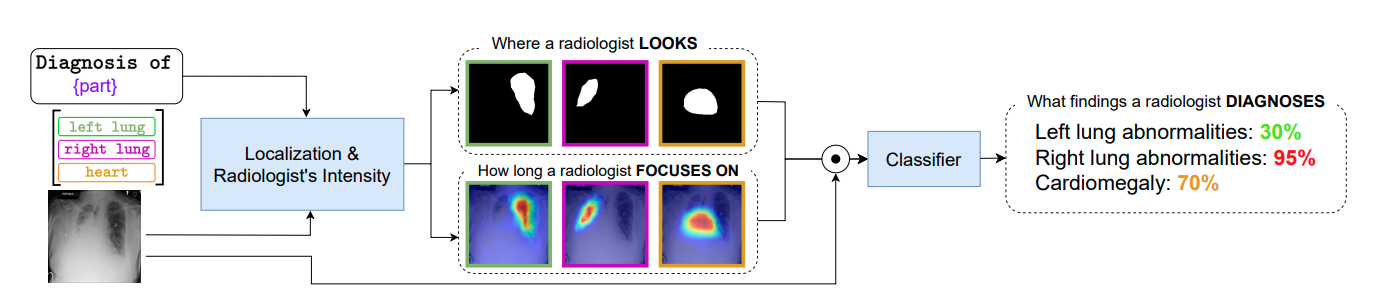 Diagnosis of
{part}
left lung
right lung
heart
Localization &
Radiologist's Intensity
Where a radiologist LOOKS
How long a radiologist FOCUSES ON
Classifier
What findings a radiologist DIAGNOSES
Left lung abnormalities: 30%
Right lung abnormalities: 95%
Cardiomegaly: 70%